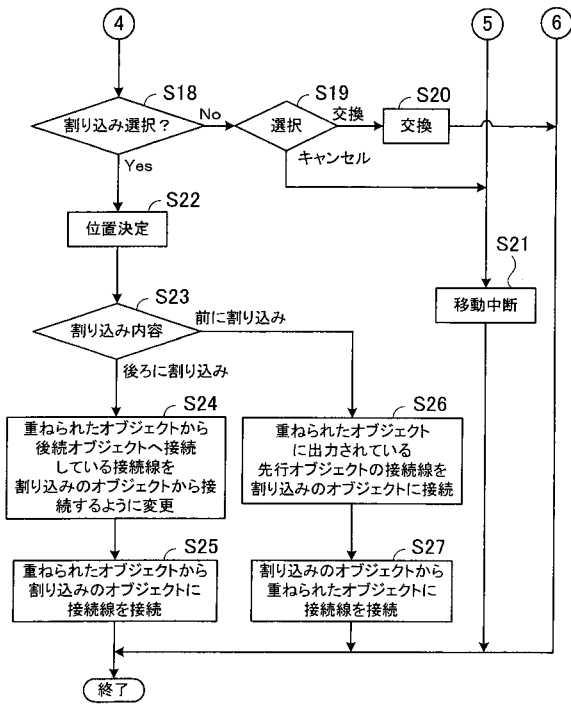 4
5
6
S18
割り込み選択？
No
S19
選択
交換
S20
交換
キャンセル
Yes
S22
位置決定
S21
移動中断
S23
割り込み内容
前に割り込み
後ろに割り込み
S24
重ねられたオブジェクトから
後続オブジェクトへ接続
している接続線を
割り込みのオブジェクトから接
続するように変更
S26
重ねられたオブジェクト
に出力されている
先行オブジェクトの接続線を
割り込みのオブジェクトに接続
S25
重ねられたオブジェクトから
割り込みのオブジェクトに
接続線を接続
S27
割り込みのオブジェクトから
重ねられたオブジェクトに
接続線を接続
終了